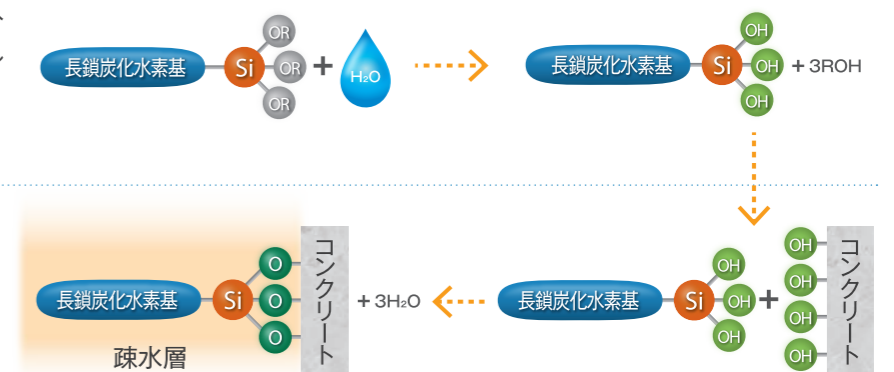 長鎖炭化水素基 Si OR OR OR + H₂O
長鎖炭化水素基 Si OH OH OH + 3ROH
長鎖炭化水素基 Si OH OH OH + OH OH OH OH コンクリート
長鎖炭化水素基 Si O O O コンクリート + 3H₂O
疎水層